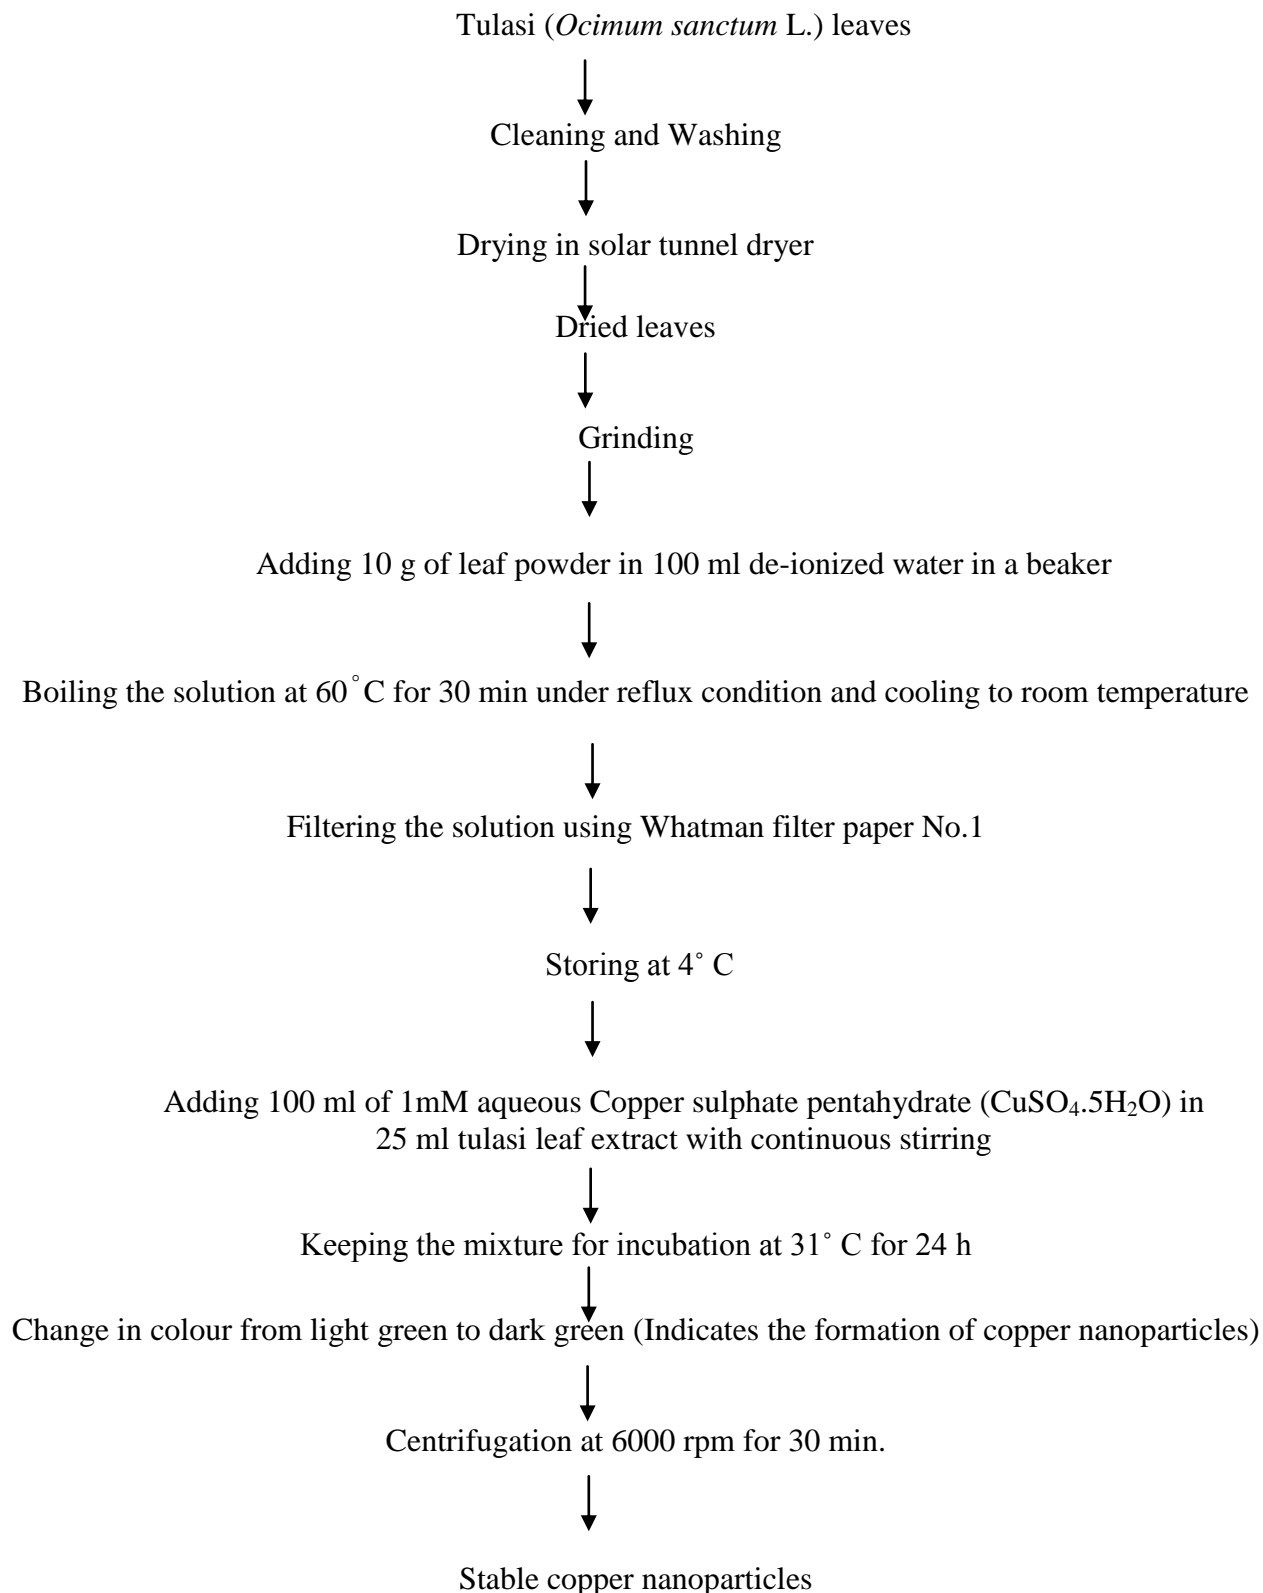 Tulasi (Ocimum sanctum L.) leaves
Cleaning and Washing
Drying in solar tunnel dryer
Dried leaves
Grinding
Adding 10 g of leaf powder in 100 ml de-ionized water in a beaker
Boiling the solution at 60˚C for 30 min under reflux condition and cooling to room temperature
Filtering the solution using Whatman filter paper No.1
Storing at 4˚ C
Adding 100 ml of 1mM aqueous Copper sulphate pentahydrate (CuSO₄.5H₂O) in
25 ml tulasi leaf extract with continuous stirring
Keeping the mixture for incubation at 31˚ C for 24 h
Change in colour from light green to dark green (Indicates the formation of copper nanoparticles)
Centrifugation at 6000 rpm for 30 min.
Stable copper nanoparticles